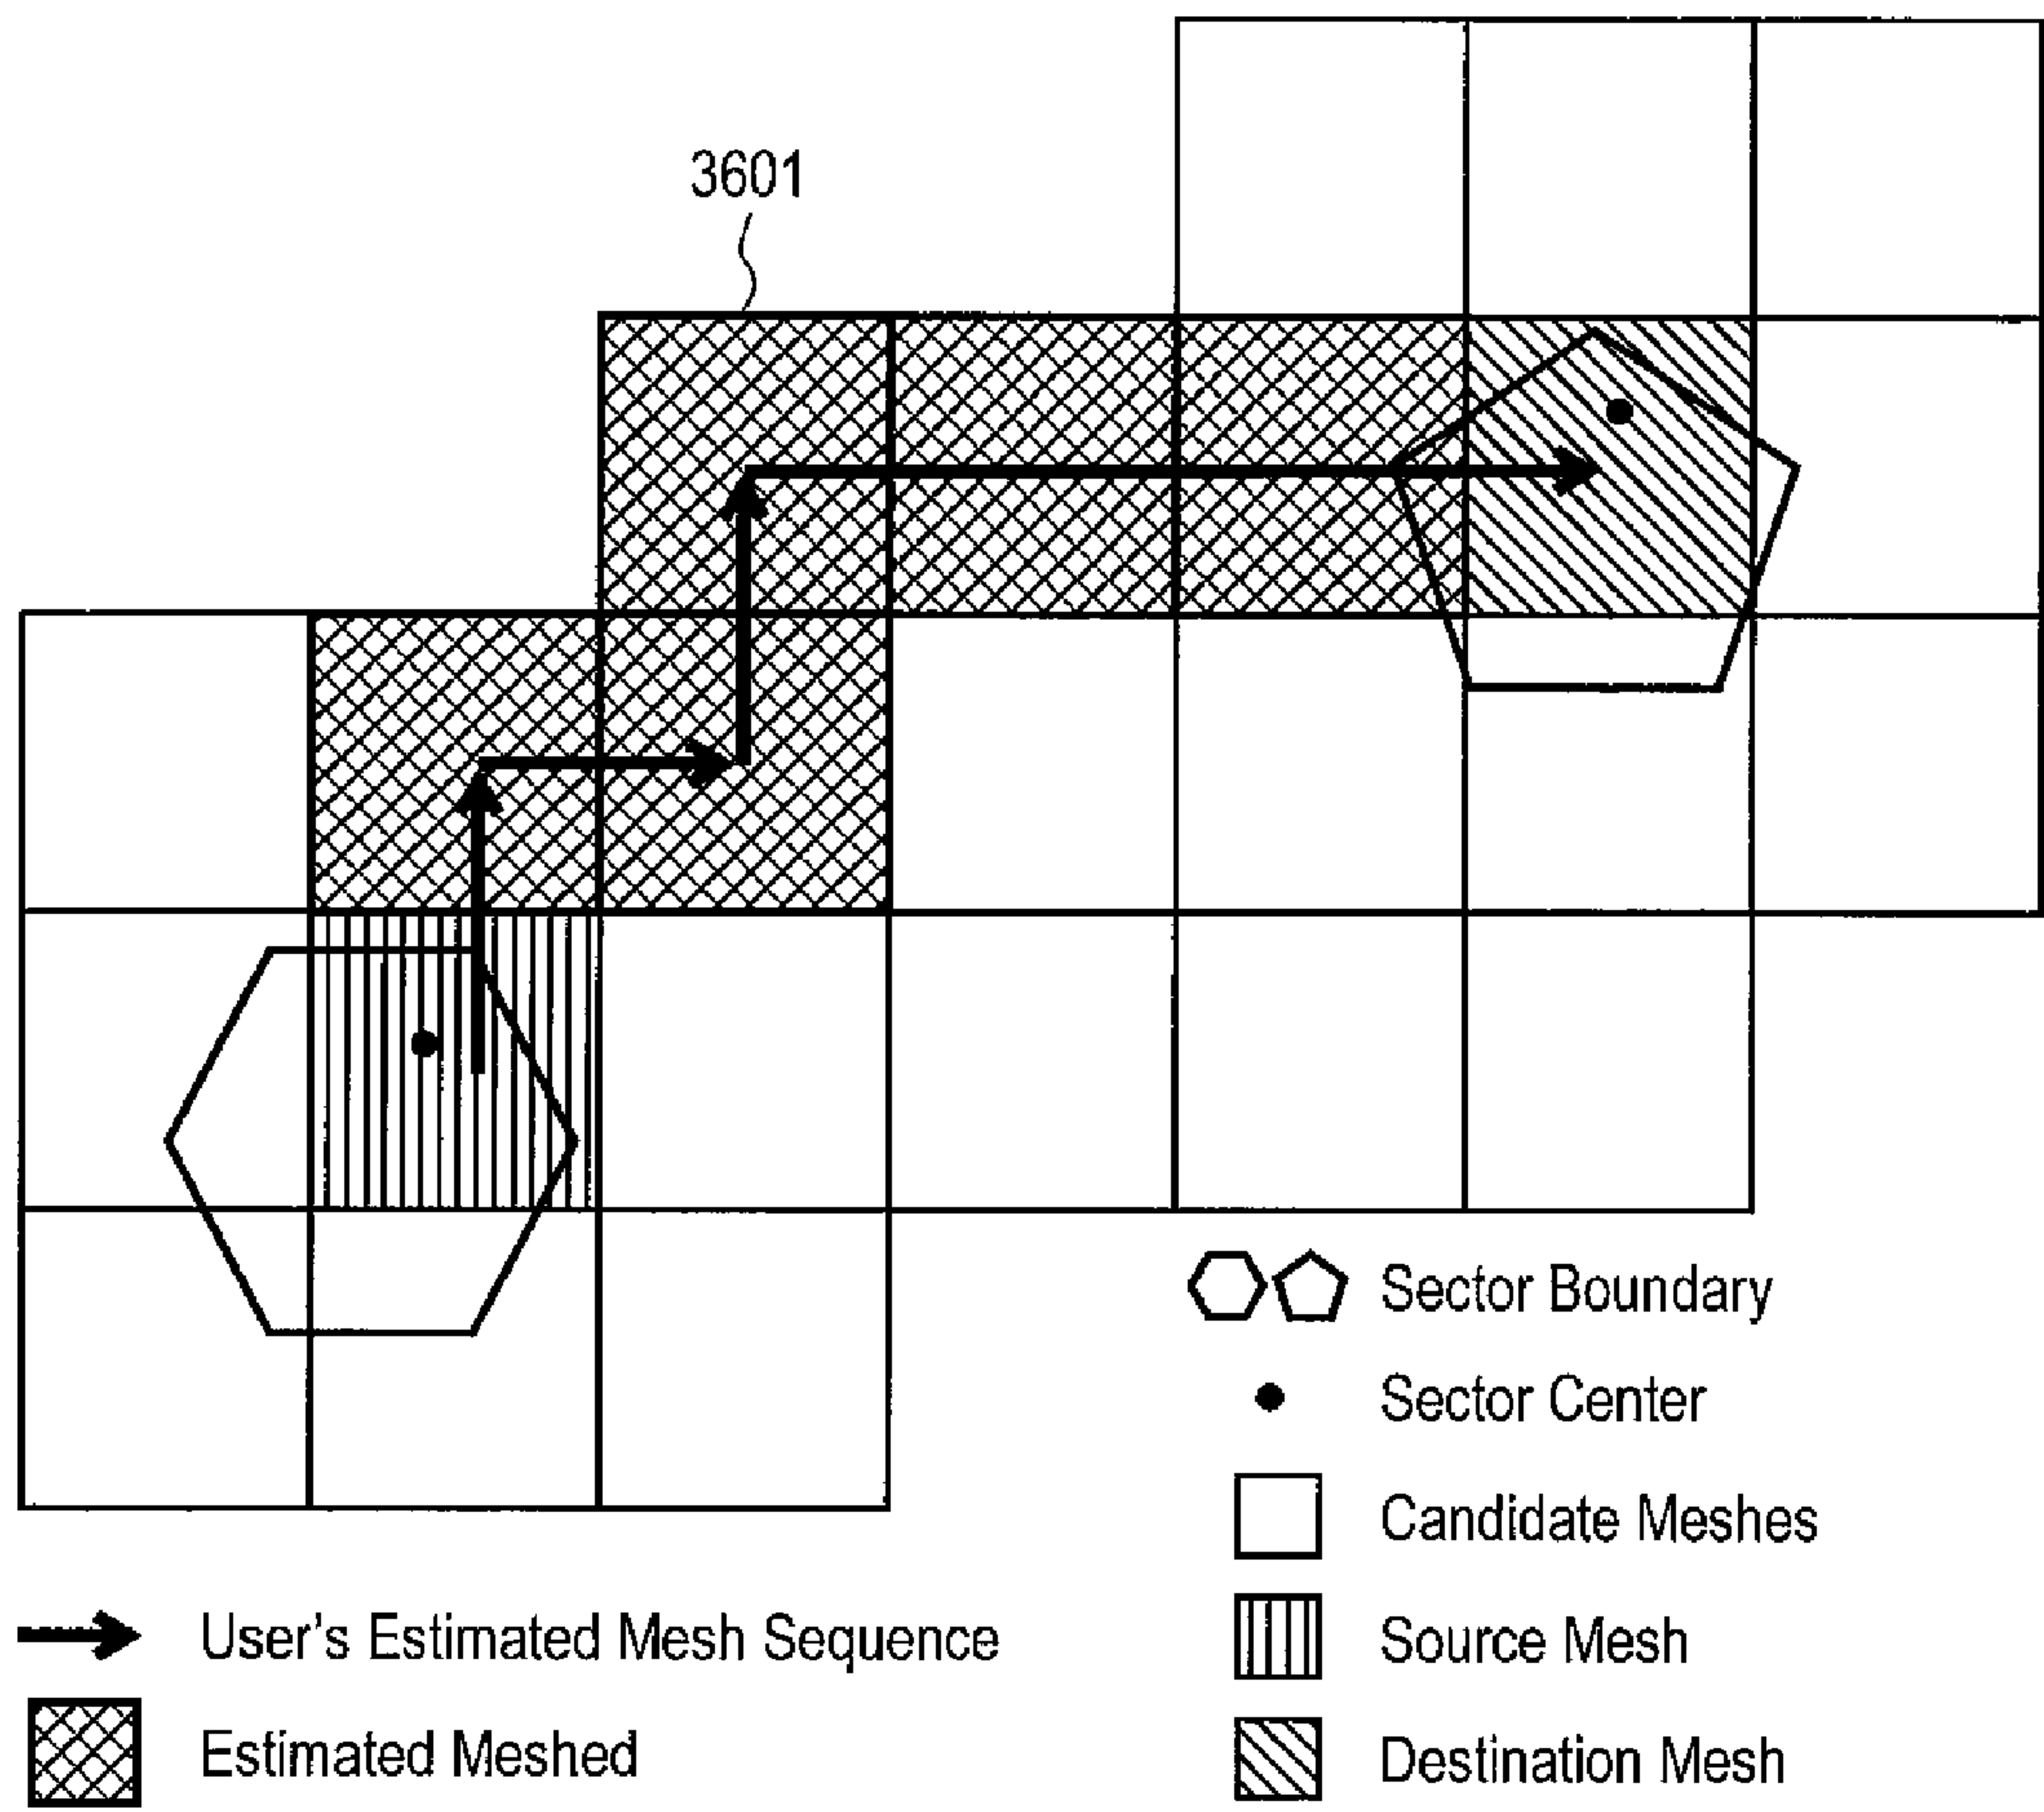 3601
Sector Boundary
Sector Center
Candidate Meshes
User's Estimated Mesh Sequence
Source Mesh
Estimated Meshed
Destination Mesh